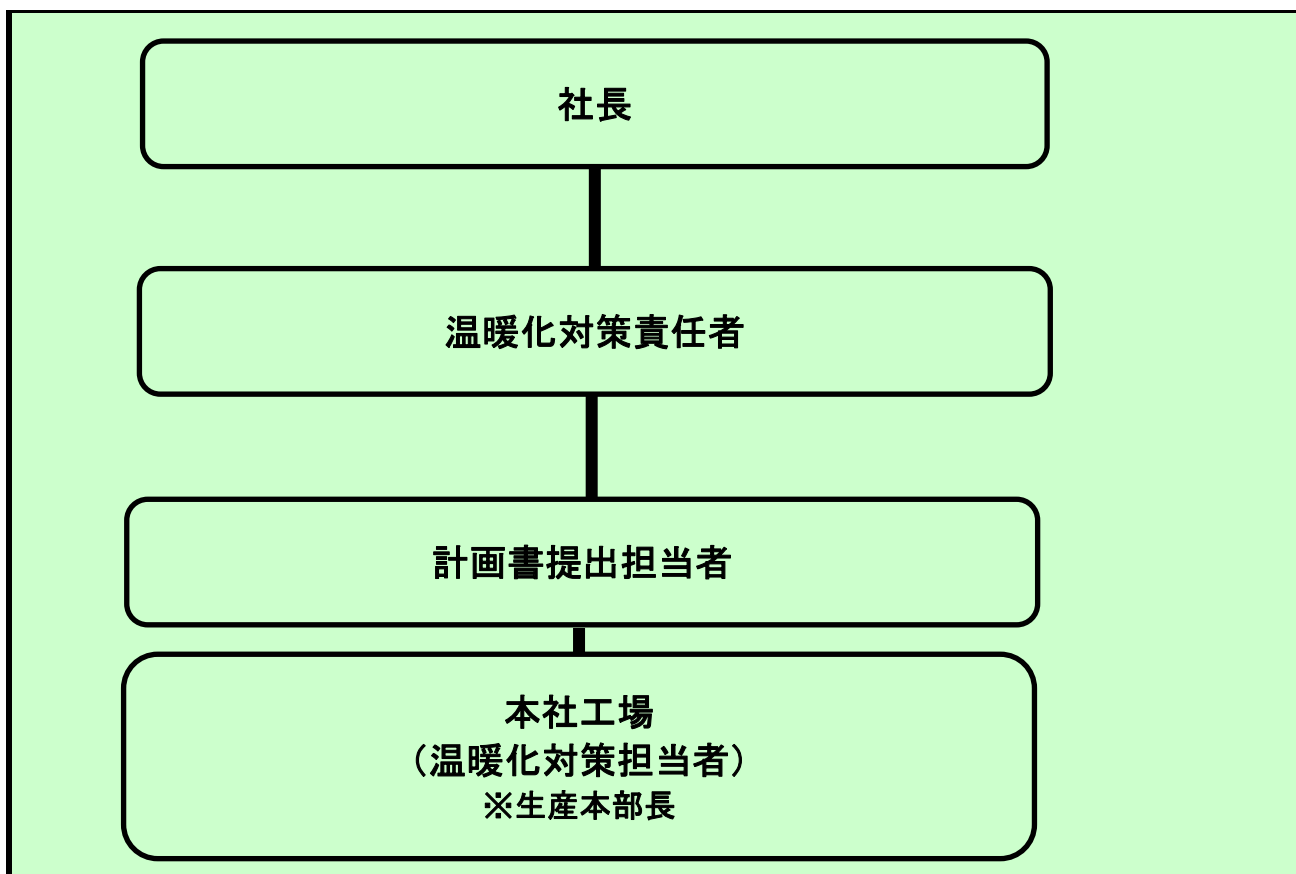 社長
温暖化対策責任者
計画書提出担当者
本社工場
（温暖化対策担当者）
※生産本部長